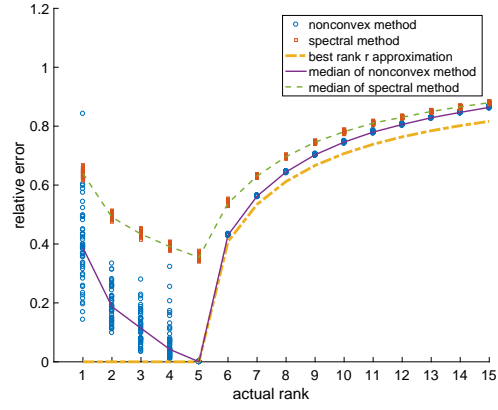 1.2
1
0.8
0.6
0.4
0.2
0
relative error
nonconvex method
spectral method
best rank r approximation
median of nonconvex method
median of spectral method
1 2 3 4 5 6 7 8 9 10 11 12 13 14 15
actual rank